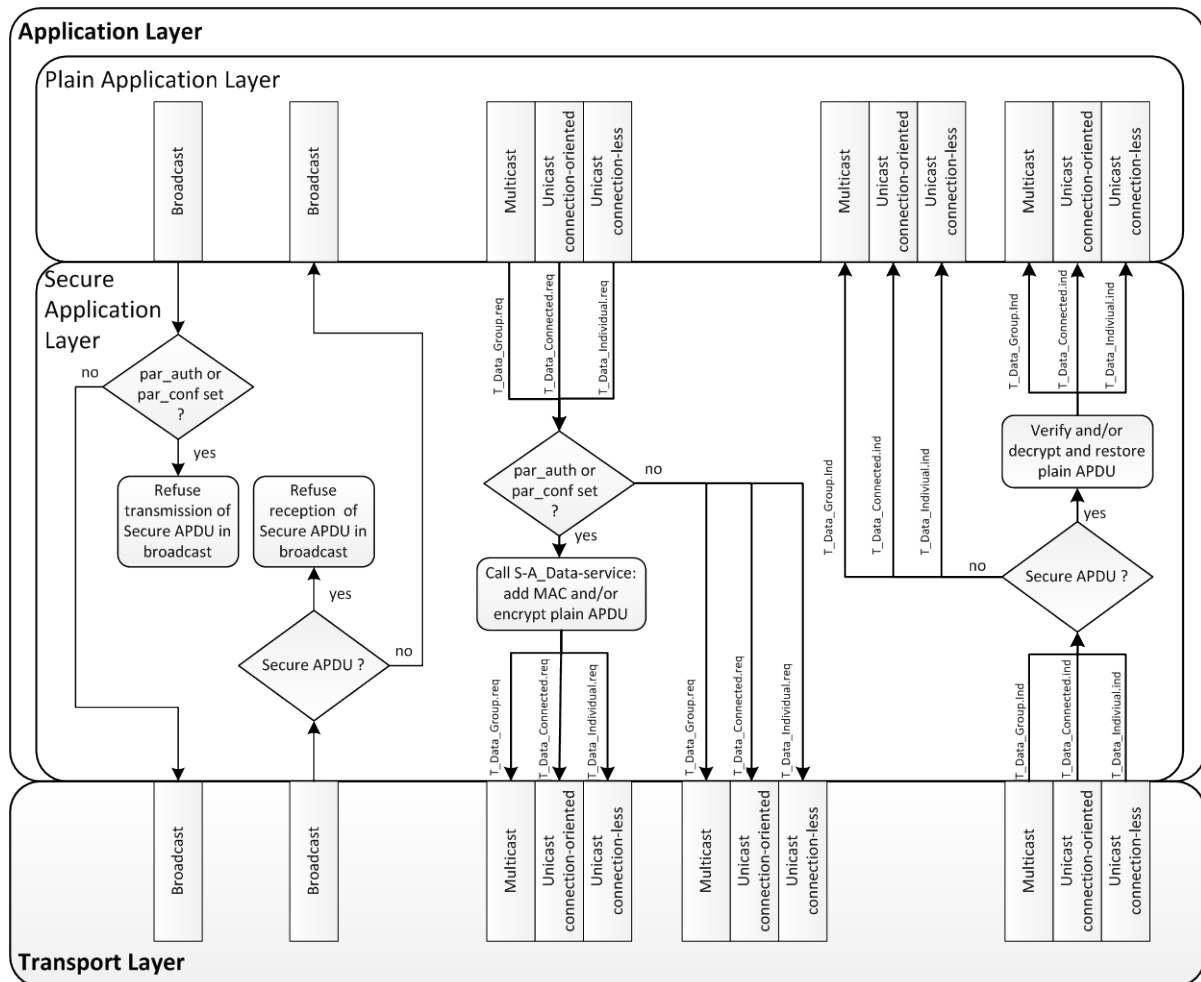 Application Layer
Plain Application Layer
Broadcast
Broadcast
Multicast
Unicast
connection-oriented
Unicast
connection-less
Multicast
Unicast
connection-oriented
Unicast
connection-less
Multicast
Unicast
connection-oriented
Unicast
connection-less
Secure
Application
Layer
no
par_auth or
par_conf set
?
yes
Refuse
transmission of
Secure APDU in
broadcast
Refuse
reception of
Secure APDU in
broadcast
yes
Secure APDU ?
no
T_Data_Group.req
T_Data_Connected.req
T_Data_Individual.req
par_auth or
par_conf set
?
no
yes
Call S-A_Data-service:
add MAC and/or
encrypt plain APDU
T_Data_Group.req
T_Data_Connected.req
T_Data_Individual.req
T_Data_Group.req
T_Data_Connected.req
T_Data_Individual.req
T_Data_Group.Ind
T_Data_Connected.ind
T_Data_Indiviual.ind
T_Data_Group.Ind
T_Data_Connected.ind
T_Data_Indiviual.ind
Verify and/or
decrypt and restore
plain APDU
yes
no
Secure APDU ?
T_Data_Group.Ind
T_Data_Connected.ind
T_Data_Indiviual.ind
Broadcast
Broadcast
Multicast
Unicast
connection-oriented
Unicast
connection-less
Multicast
Unicast
connection-oriented
Unicast
connection-less
Multicast
Unicast
connection-oriented
Unicast
connection-less
Transport Layer